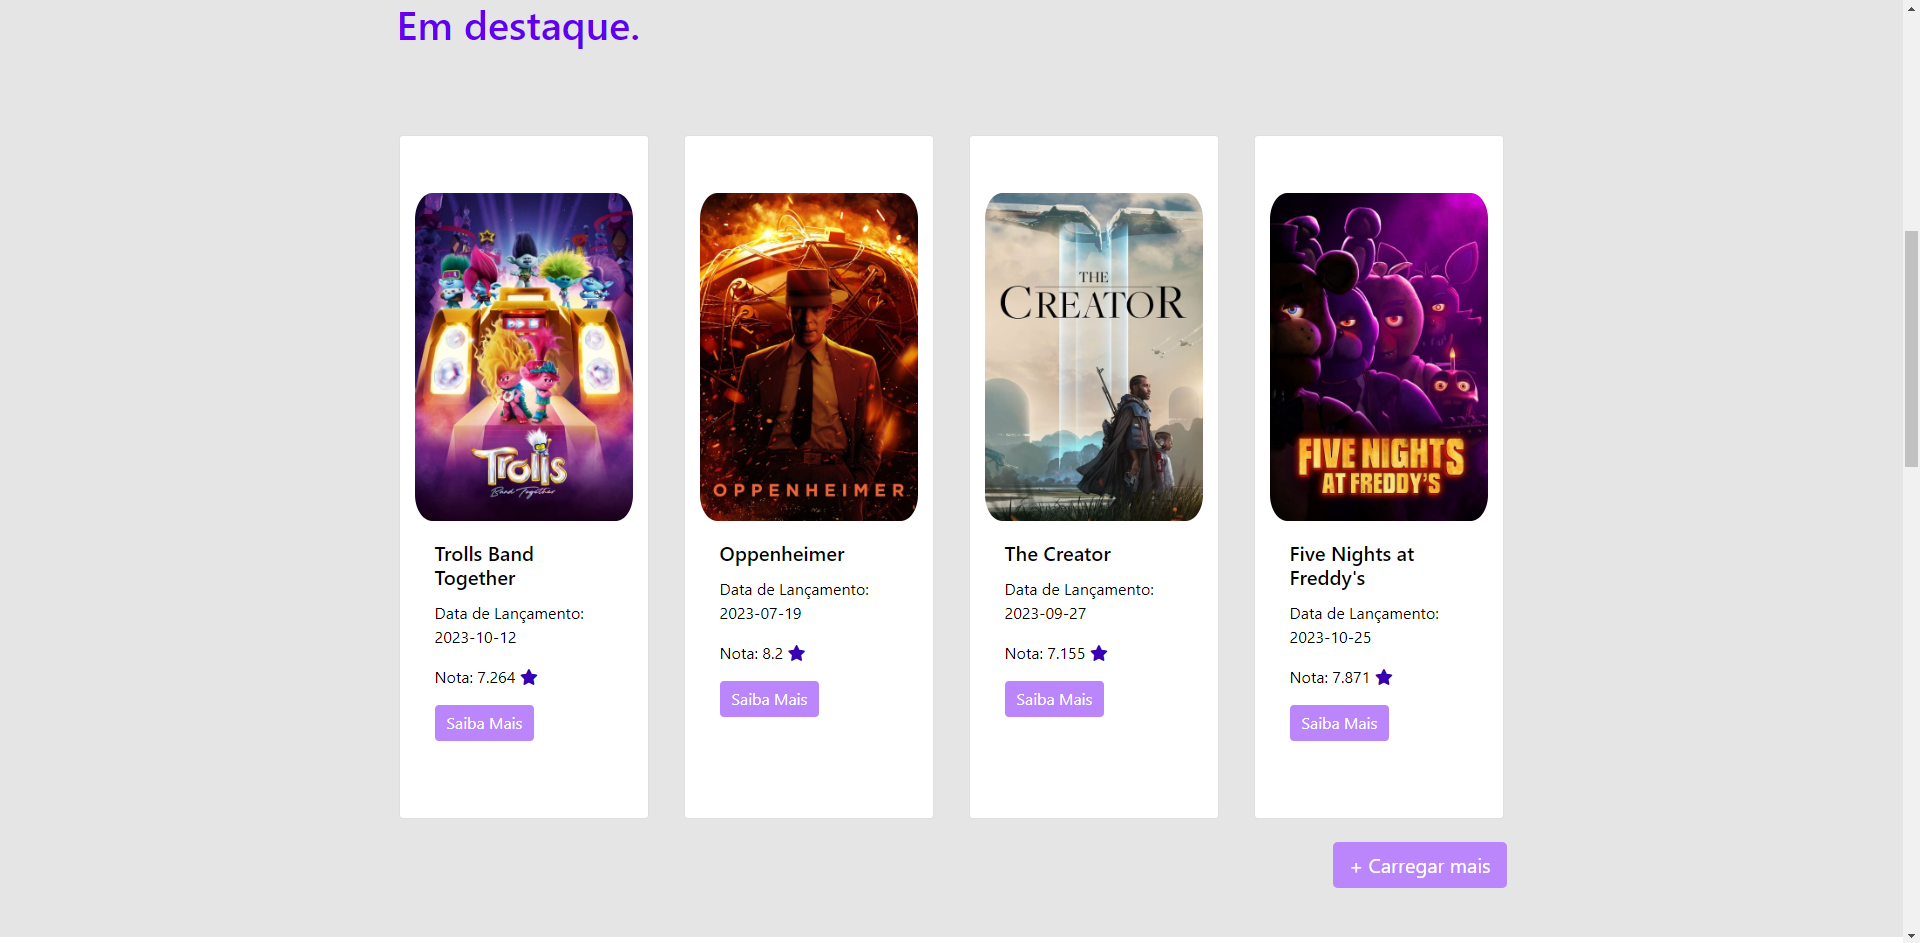 Em destaque.
Trolls
Band Together
OPPENHEIMER
THE
CREATOR
FIVE NIGHTS
AT FREDDY'S
Trolls Band
Together
Data de Lançamento:
2023-10-12
Nota: 7.264
Saiba Mais
Oppenheimer
Data de Lançamento:
2023-07-19
Nota: 8.2
Saiba Mais
The Creator
Data de Lançamento:
2023-09-27
Nota: 7.155
Saiba Mais
Five Nights at
Freddy's
Data de Lançamento:
2023-10-25
Nota: 7.871
Saiba Mais
+ Carregar mais